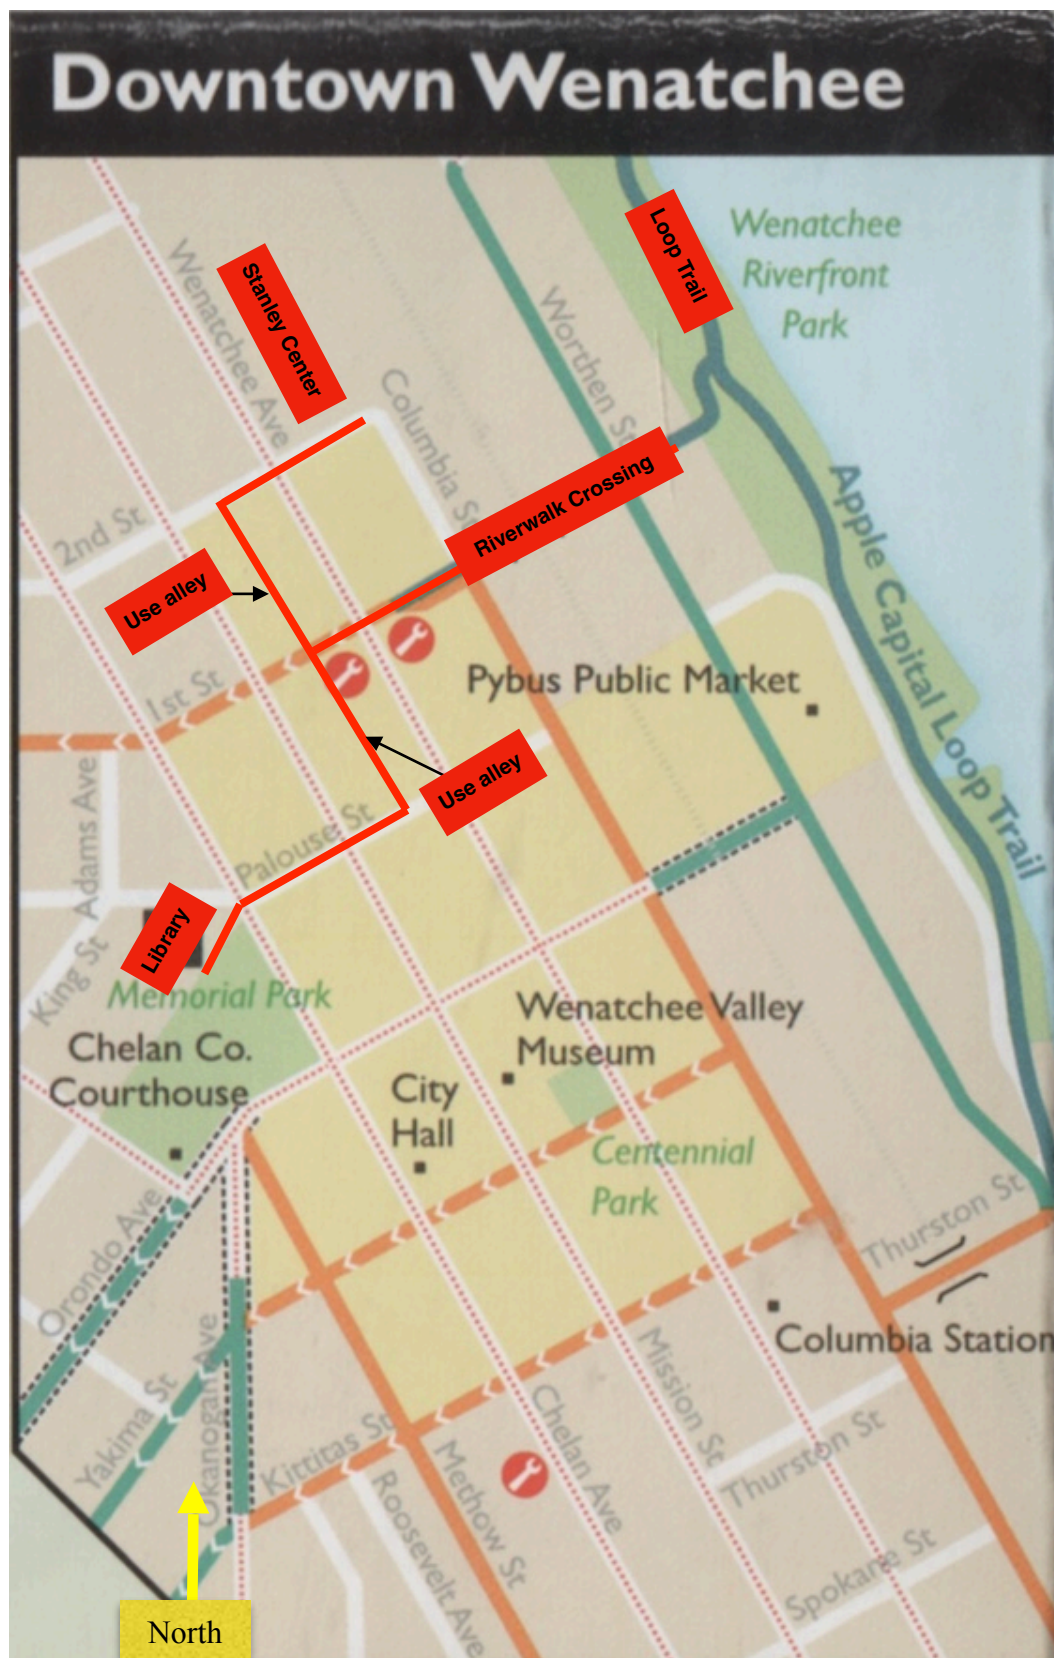 Downtown Wenatchee
Wenatchee
Riverfront
Park
Loop Trail
Stanley Center
Wenatchee Ave
Worthen St
Columbia St
Riverwalk Crossing
2nd St
Use alley
Apple Capital Loop Trail
1st St
Pybus Public Market
Use alley
Adams Ave
Palouse St
Library
King St
Memorial Park
Chelan Co.
Courthouse
Wenatchee Valley
Museum
City
Hall
Centennial
Park
Orondo Ave
Thurston St
Columbia Station
Yakima St
Okanogan Ave
Kittitas St
Mission St
Chelan Ave
Methow St
Roosevelt Ave
Thurston St
Spokane St
North